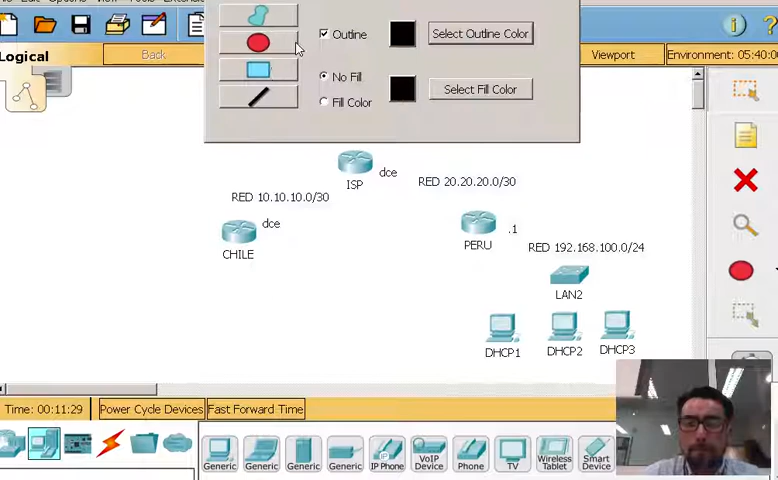 Outline
Select Outline Color
No Fill
Select Fill Color
Fill Color
Logical
Back
Viewport
Environment: 05:40:0
dce
ISP
RED 20.20.20.0/30
RED 10.10.10.0/30
dce
CHILE
.1
PERU
RED 192.168.100.0/24
LAN2
DHCP1
DHCP2
DHCP3
Time: 00:11:29
Power Cycle Devices
Fast Forward Time
Generic
Generic
Generic
Generic
IP Phone
VoIP
Device
Phone
TV
Wireless
Tablet
Smart
Device